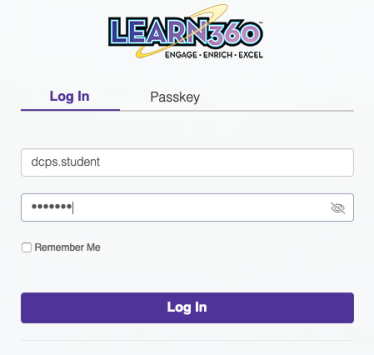 LEARN360
ENGAGE • ENRICH • EXCEL
Log In
Passkey
dcps.student
•••••••
Remember Me
Log In